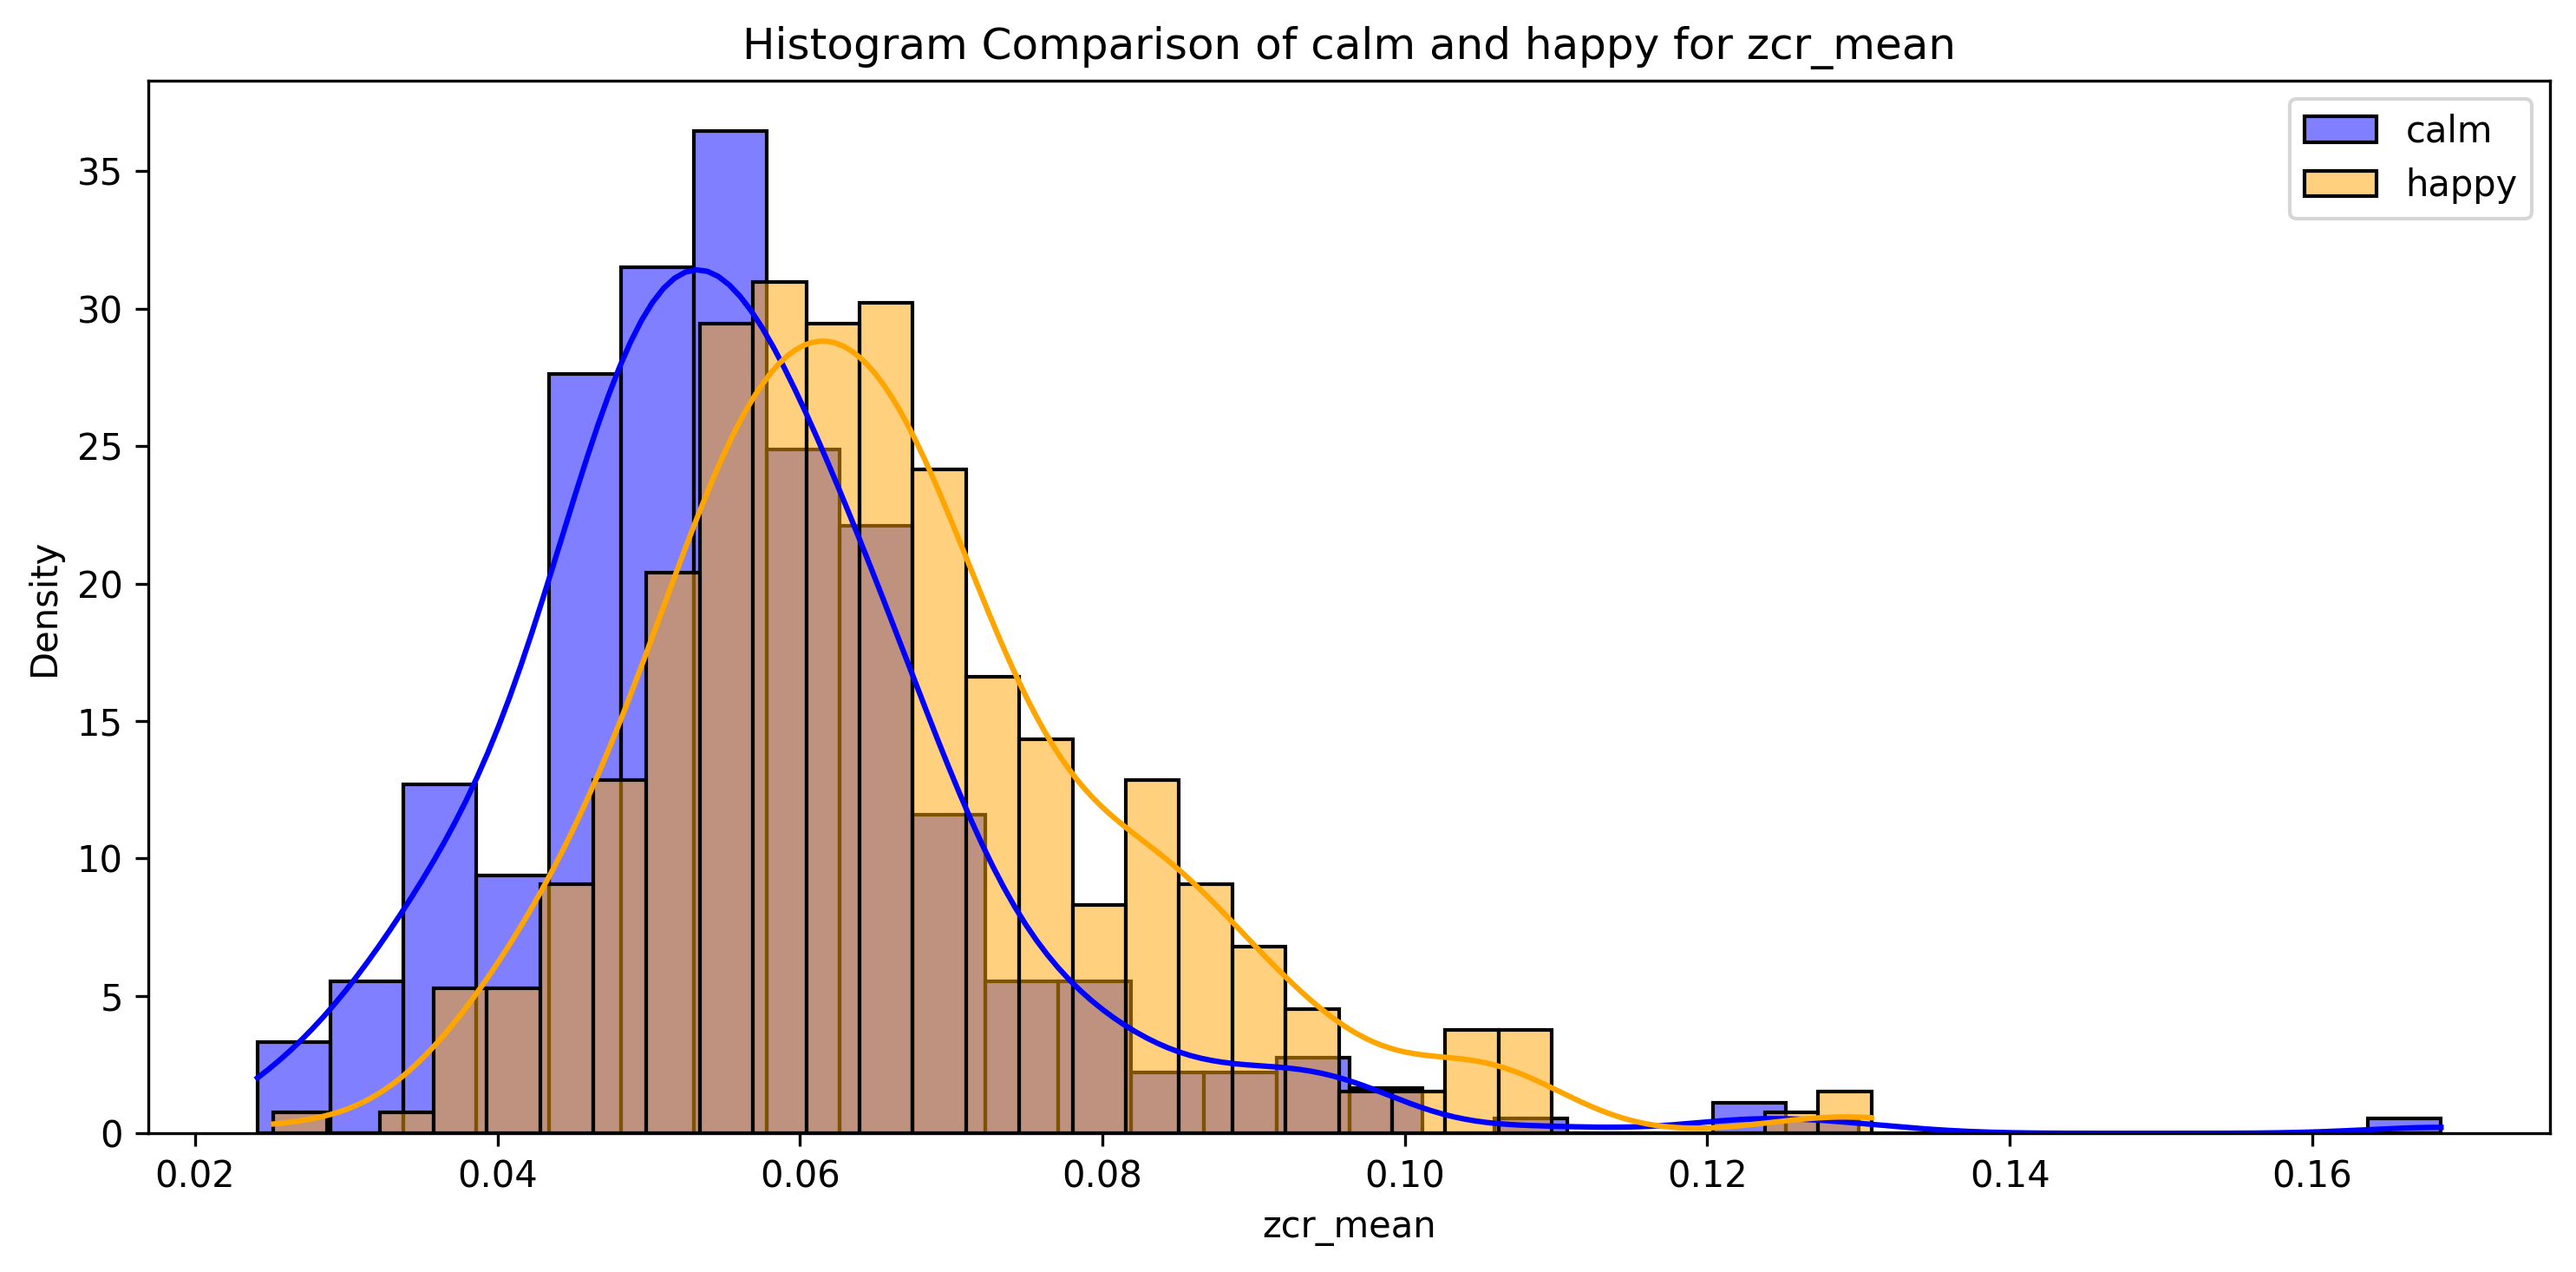 Histogram Comparison of calm and happy for zcr_mean
calm
happy
Density
35
30
25
20
15
10
5
0
0.02 0.04 0.06 0.08 0.10 0.12 0.14 0.16
zcr_mean